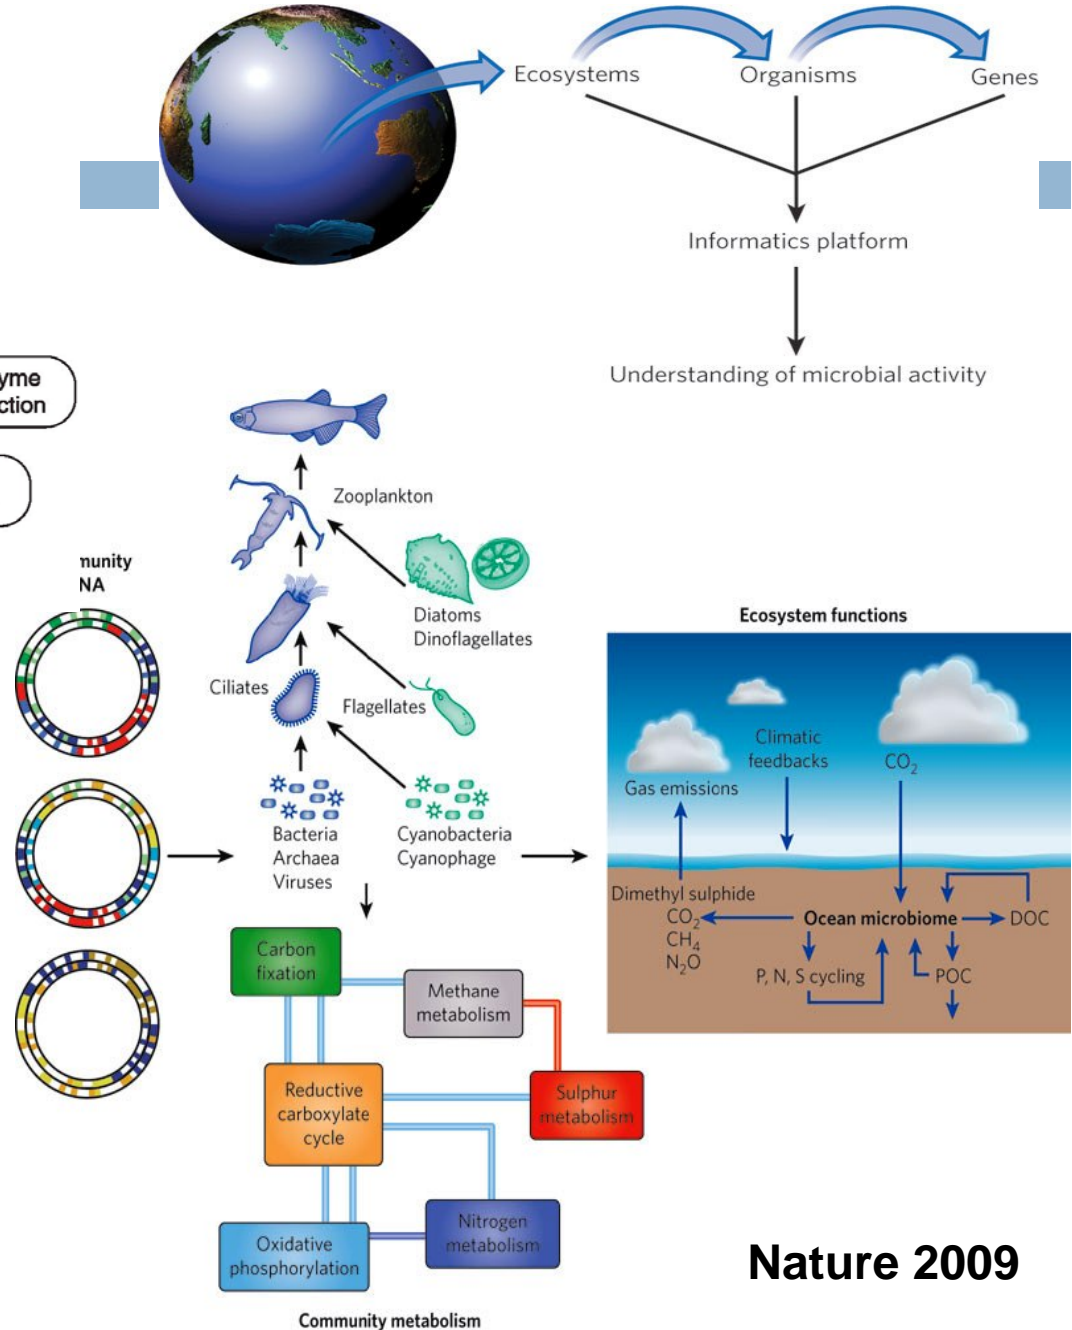 Ecosystems
Organisms
Genes
Informatics platform
Understanding of microbial activity
yme
ction
munity
NA
Zooplankton
Diatoms
Dinoflagellates
Ciliates
Flagellates
Bacteria
Archaea
Viruses
Cyanobacteria
Cyanophage
Ecosystem functions
Climatic
feedbacks
CO₂
Gas emissions
Dimethyl sulphide
CO₂
CH₄
N₂O
Ocean microbiome
DOC
P, N, S cycling
POC
Carbon
fixation
Methane
metabolism
Reductive
carboxylate
cycle
Sulphur
metabolism
Nitrogen
metabolism
Oxidative
phosphorylation
Community metabolism
Nature 2009